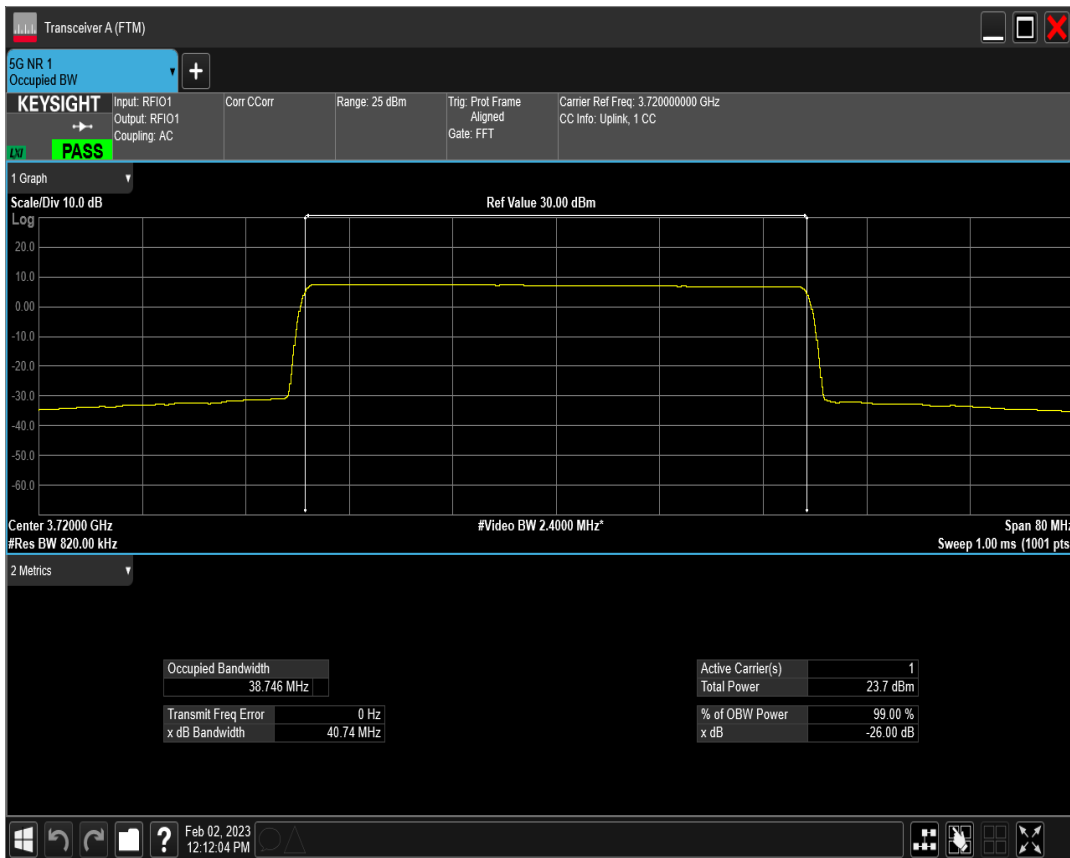 Transceiver A (FTM)
5G NR 1
Occupied BW
+
KEYSIGHT
LXI
PASS
Input: RFIO1
Output: RFIO1
Coupling: AC
Corr CCorr
Range: 25 dBm
Trig: Prot Frame
Aligned
Gate: FFT
Carrier Ref Freq: 3.720000000 GHz
CC Info: Uplink, 1 CC
1 Graph
Scale/Div 10.0 dB
Ref Value 30.00 dBm
Log
20.0
10.0
0.00
-10.0
-20.0
-30.0
-40.0
-50.0
-60.0
Center 3.72000 GHz
#Video BW 2.4000 MHz*
Span 80 MHz
#Res BW 820.00 kHz
Sweep 1.00 ms (1001 pts
2 Metrics
Occupied Bandwidth
38.746 MHz
Transmit Freq Error 0 Hz
x dB Bandwidth 40.74 MHz
Active Carrier(s) 1
Total Power 23.7 dBm
% of OBW Power 99.00 %
x dB -26.00 dB
?
Feb 02, 2023
12:12:04 PM